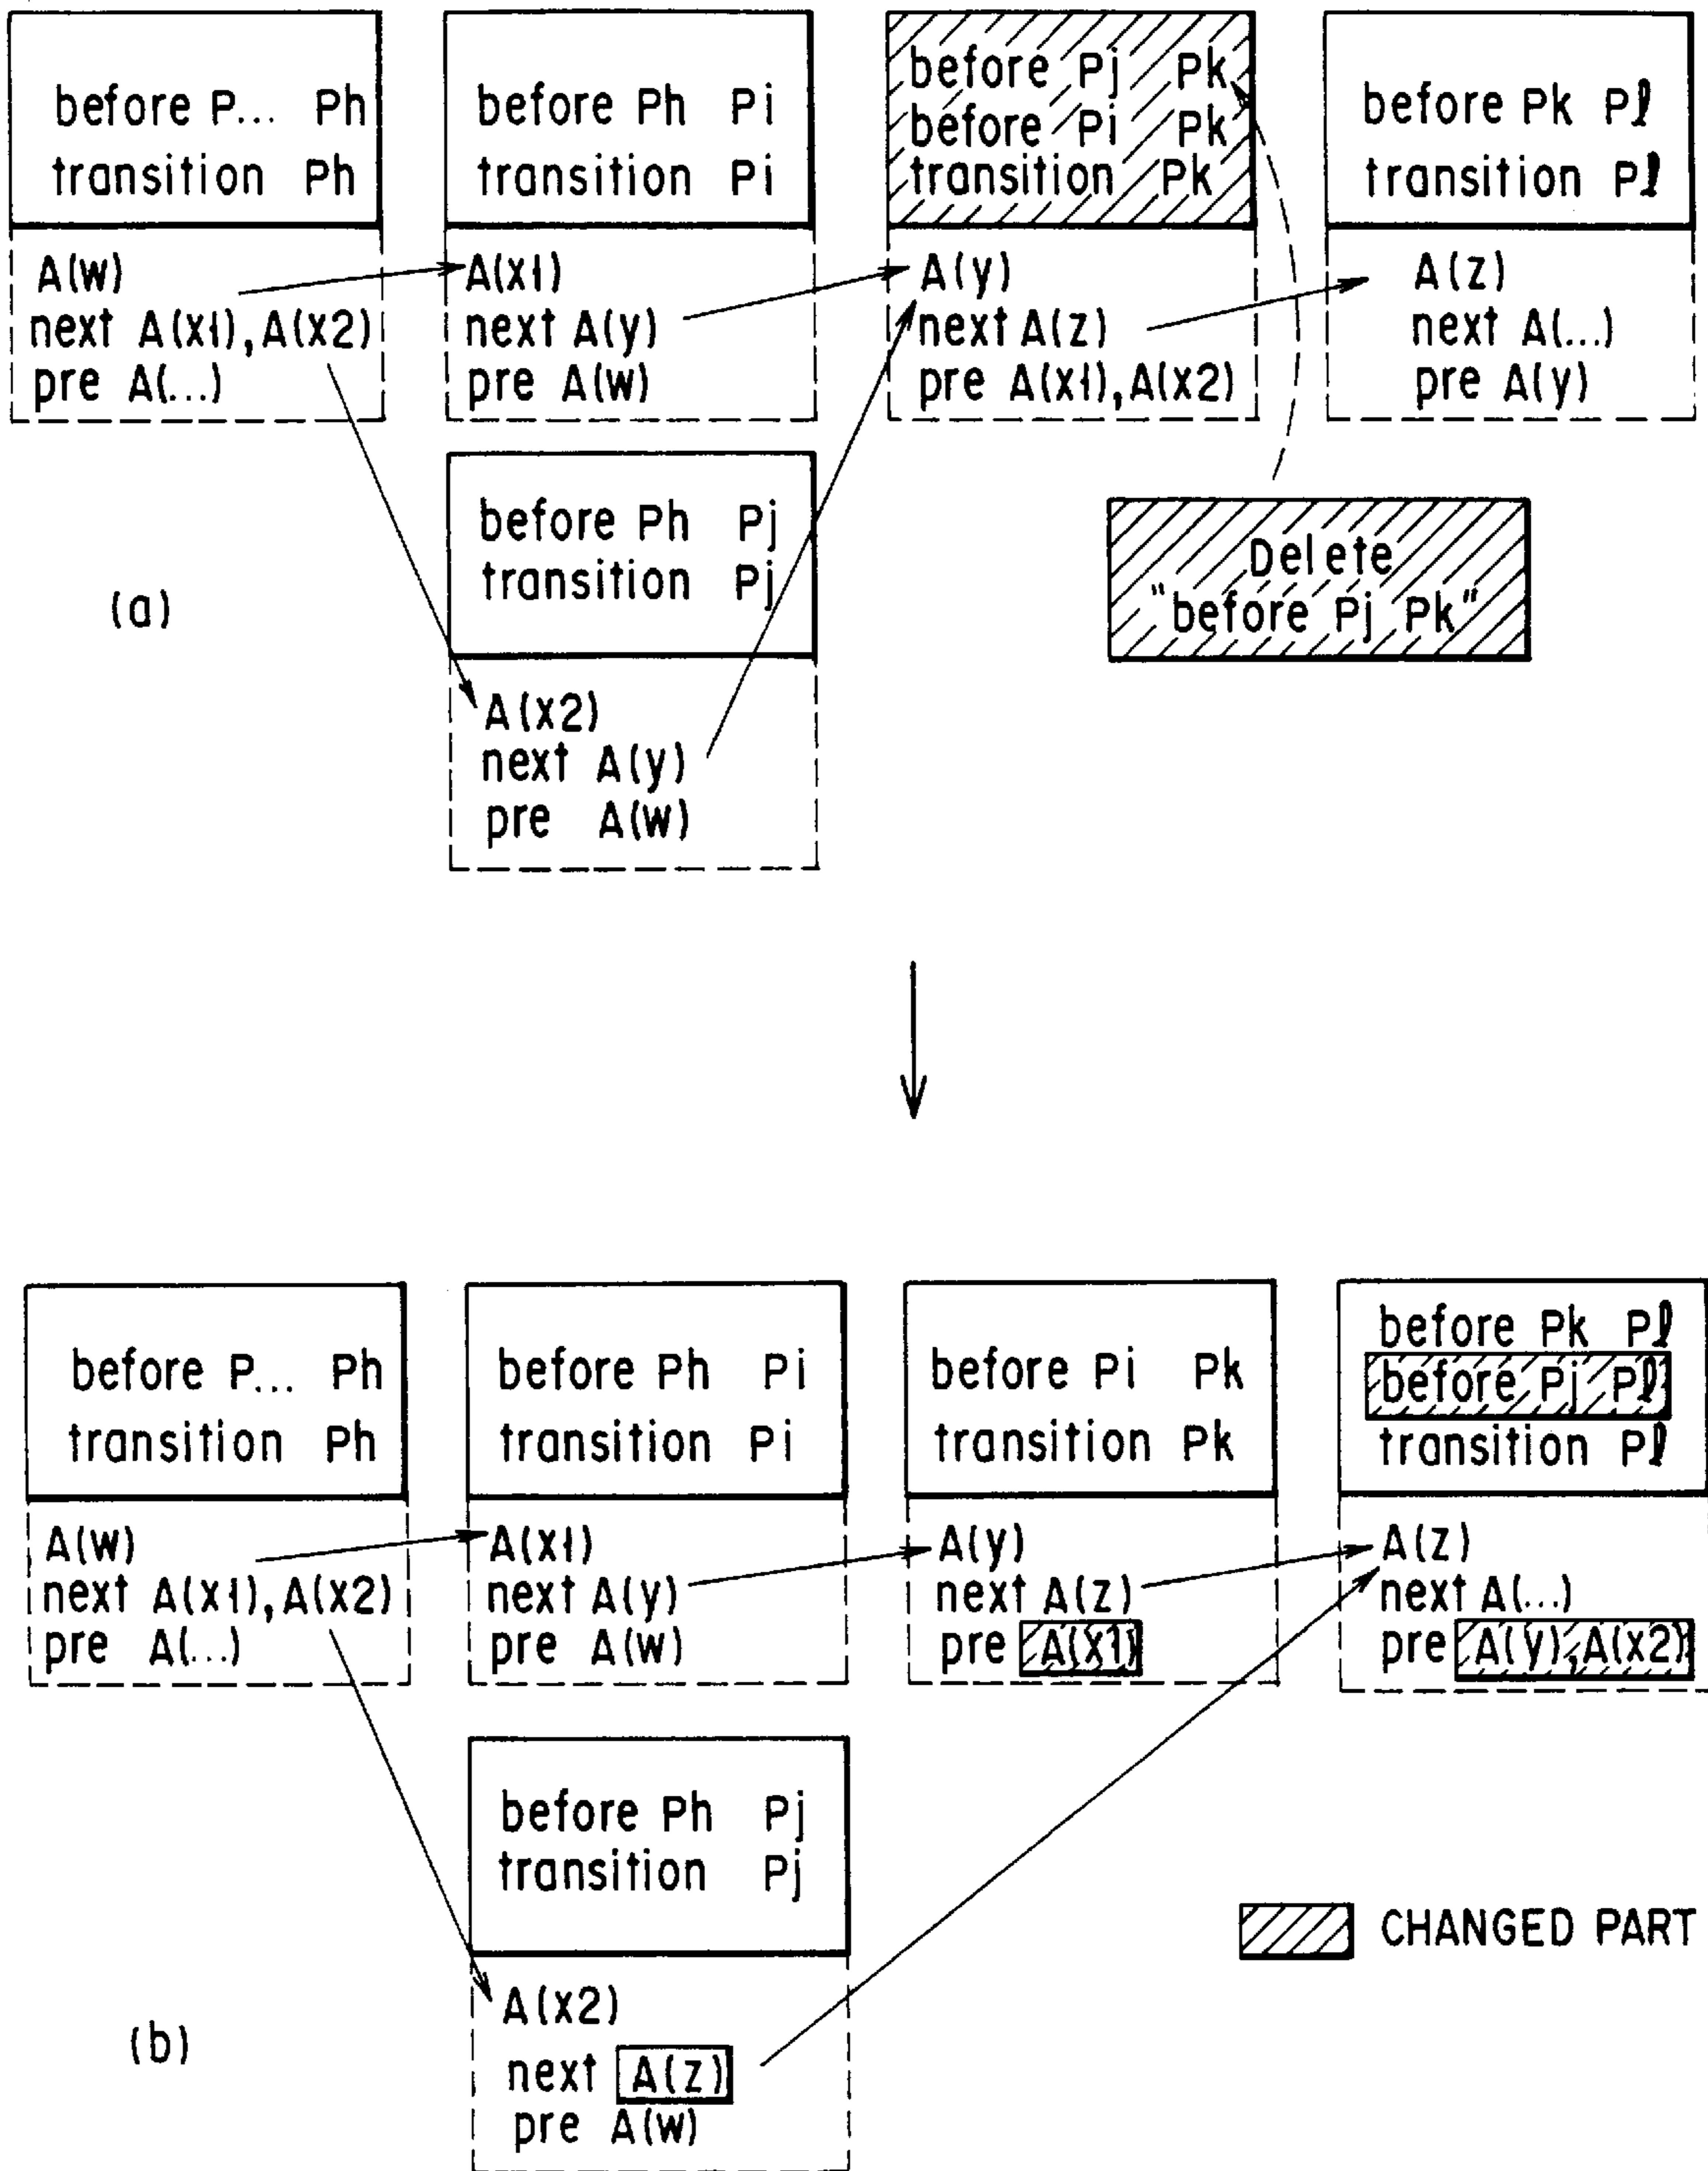 before P... Ph
transition Ph
A(w)
next A(x1),A(x2)
pre A(...)
before Ph Pi
transition Pi
A(x1)
next A(y)
pre A(w)
before Pj Pk
before Pi Pk
transition Pk
A(y)
next A(z)
pre A(x1),A(x2)
before Pk Pl
transition Pl
A(z)
next A(...)
pre A(y)
before Ph Pj
transition Pj
A(x2)
next A(y)
pre A(w)
Delete
"before Pj Pk"
(a)
before P... Ph
transition Ph
A(w)
next A(x1),A(x2)
pre A(...)
before Ph Pi
transition Pi
A(x1)
next A(y)
pre A(w)
before Pi Pk
transition Pk
A(y)
next A(z)
pre A(x1)
before Pk Pl
before Pj Pl
transition Pl
A(z)
next A(...)
pre A(y),A(x2)
before Ph Pj
transition Pj
A(x2)
next A(z)
pre A(w)
CHANGED PART
(b)